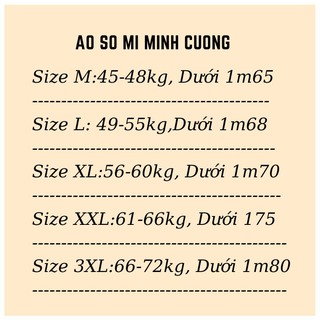 AO SO MI MINH CUONG
Size M:45-48kg, Dưới 1m65
-----------------------------------------
Size L: 49-55kg,Dưới 1m68
------------------------------------------
Size XL:56-60kg, Dưới 1m70
-------------------------------------------
Size XXL:61-66kg, Dưới 175
--------------------------------------------
Size 3XL:66-72kg, Dưới 1m80
--------------------------------------------